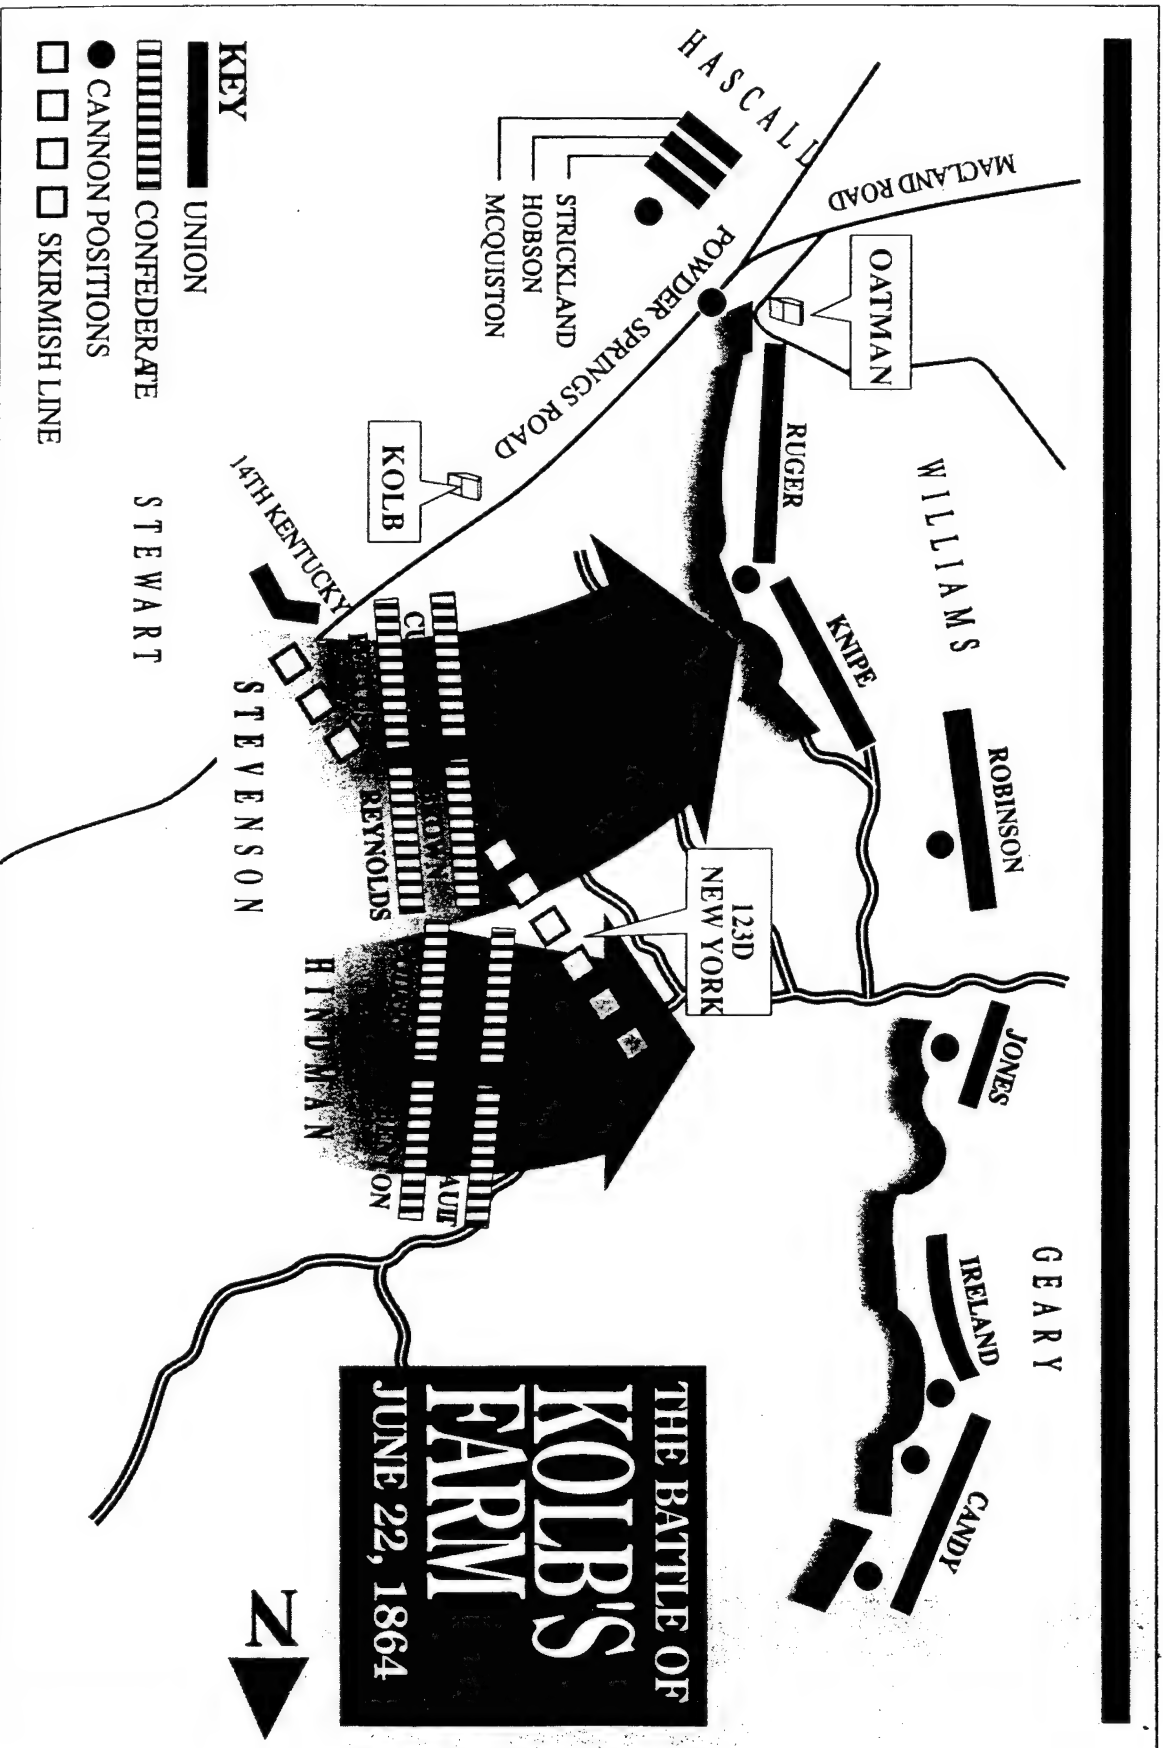 THE BATTLE OF
KOLB'S
FARM
JUNE 22, 1864
N
KEY
UNION
CONFEDERATE
CANNON POSITIONS
SKIRMISH LINE
HASCALL
STRICKLAND
HOBSON
MCQUISTON
MACLAND ROAD
POWDER SPRINGS ROAD
OATMAN
KOLB
RUGER
WILLIAMS
KNIPE
ROBINSON
14TH KENTUCKY
STEWART
STEVENSON
REYNOLDS
BROWN
123D
NEW YORK
HINDMAN
JONES
GEARY
IRELAND
CANDY